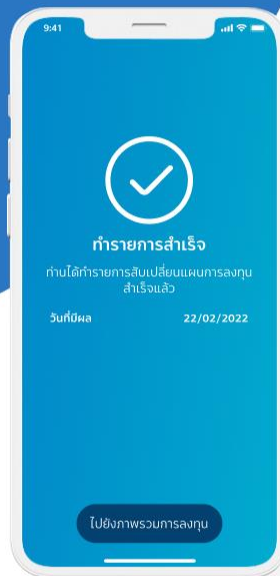 9:41
ทำรายการสำเร็จ
ท่านได้ทำรายการสับเปลี่ยนแผนการลงทุน
สำเร็จแล้ว
วันที่มีผล 22/02/2022
ไปยังภาพรวมการลงทุน